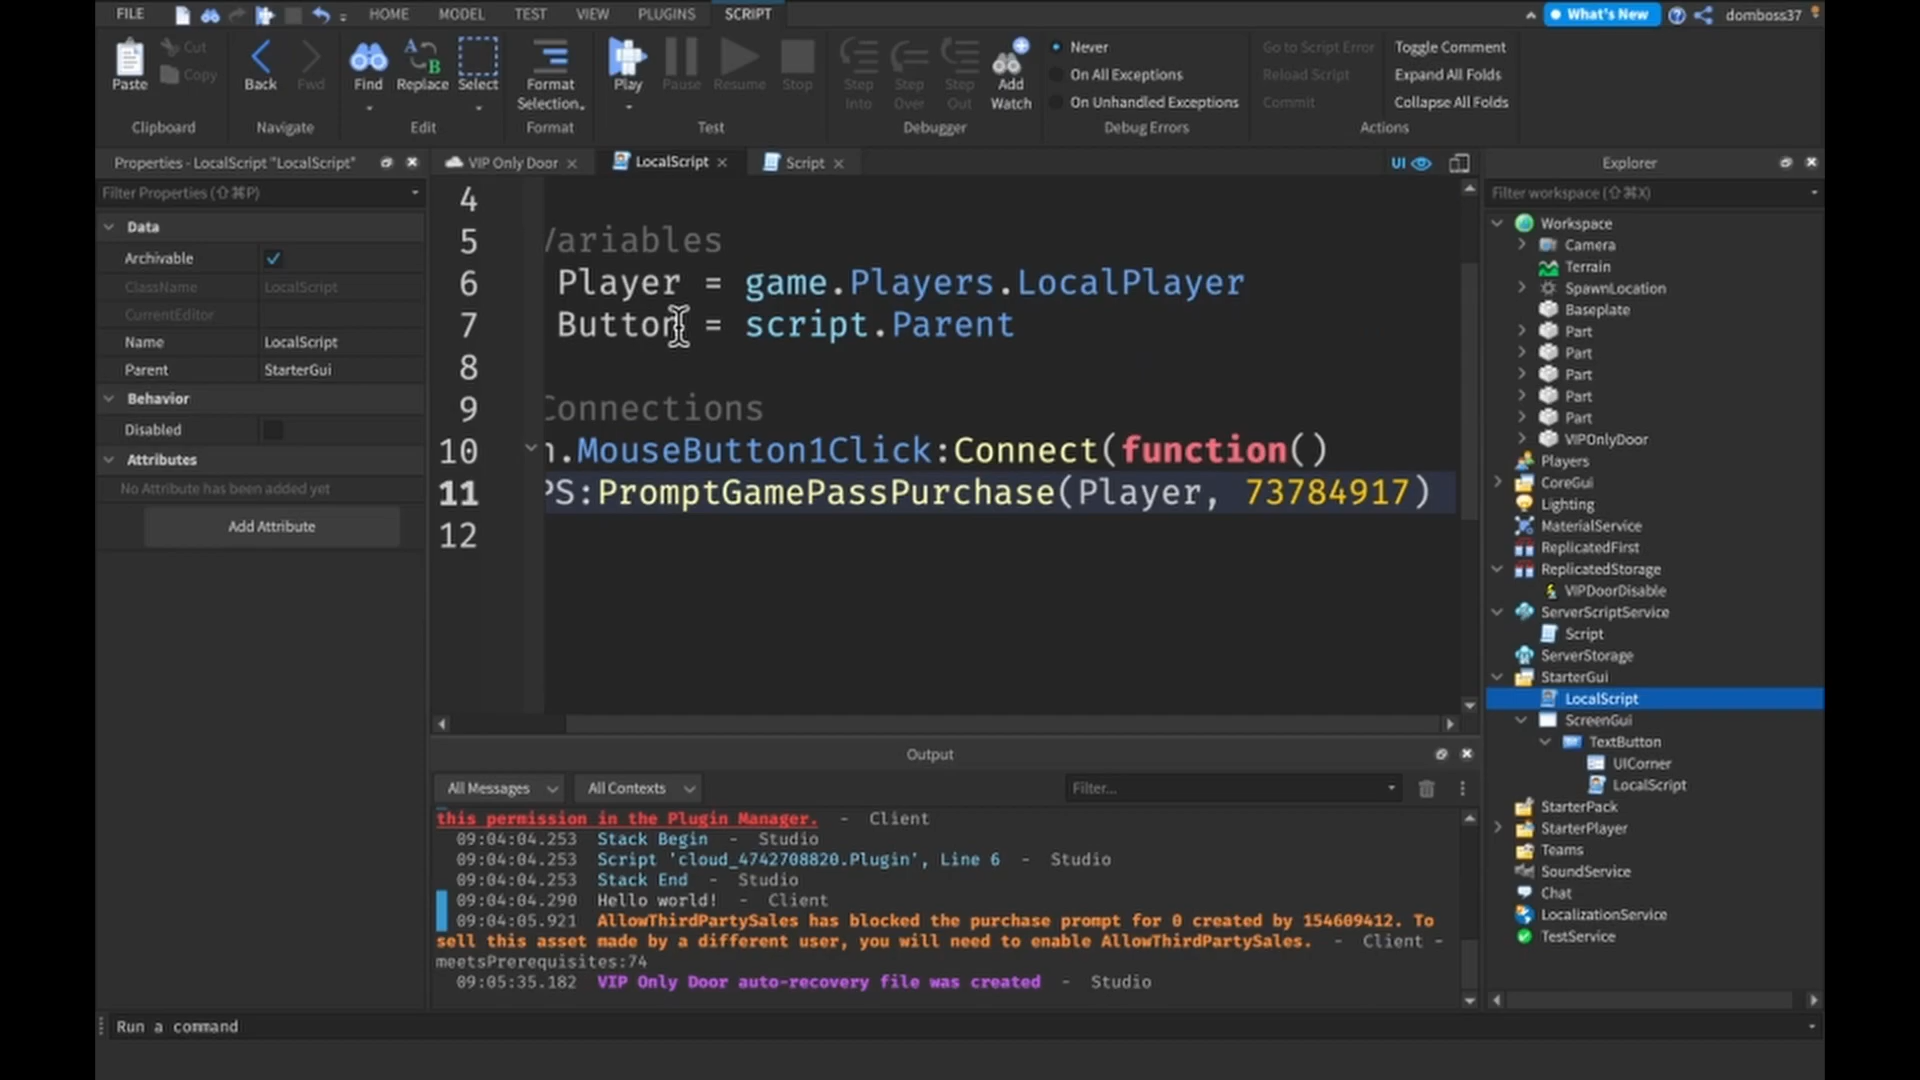 FILE HOME MODEL TEST VIEW PLUGINS SCRIPT What's New domboss37
Paste Cut Copy Clipboard
Back Fwd Navigate
Find Replace Select Edit
Format Selection Format
Play Pause Resume Stop Test
Step Into Step Over Step Out Add Watch Debugger
Never
On All Exceptions
On Unhandled Exceptions
Debug Errors
Go to Script Error
Reload Script
Commit
Toggle Comment
Expand All Folds
Collapse All Folds
Actions
Properties - LocalScript "LocalScript"
Filter Properties (⇧⌘P)
Data
Archivable
ClassName LocalScript
CurrentEditor
Name LocalScript
Parent StarterGui
Behavior
Disabled
Attributes
No Attribute has been added yet
Add Attribute
VIP Only Door LocalScript Script UI
4
5 Variables
6 Player = game.Players.LocalPlayer
7 Button = script.Parent
8
9 Connections
10 n.MouseButton1Click:Connect(function()
11 PS:PromptGamePassPurchase(Player, 73784917)
12
Output
All Messages All Contexts Filter...
this permission in the Plugin Manager. - Client
09:04:04.253 Stack Begin - Studio
09:04:04.253 Script 'cloud_4742708820.Plugin', Line 6 - Studio
09:04:04.253 Stack End - Studio
09:04:04.290 Hello world! - Client
09:04:05.921 AllowThirdPartySales has blocked the purchase prompt for 0 created by 154609412. To
sell this asset made by a different user, you will need to enable AllowThirdPartySales. - Client -
meetsPrerequisites:74
09:05:35.182 VIP Only Door auto-recovery file was created - Studio
Explorer
Filter workspace (⇧⌘X)
Workspace
Camera
Terrain
SpawnLocation
Baseplate
Part
Part
Part
Part
Part
VIPOnlyDoor
Players
CoreGui
Lighting
MaterialService
ReplicatedFirst
ReplicatedStorage
VIPDoorDisable
ServerScriptService
Script
ServerStorage
StarterGui
LocalScript
ScreenGui
TextButton
UICorner
LocalScript
StarterPack
StarterPlayer
Teams
SoundService
Chat
LocalizationService
TestService
Run a command